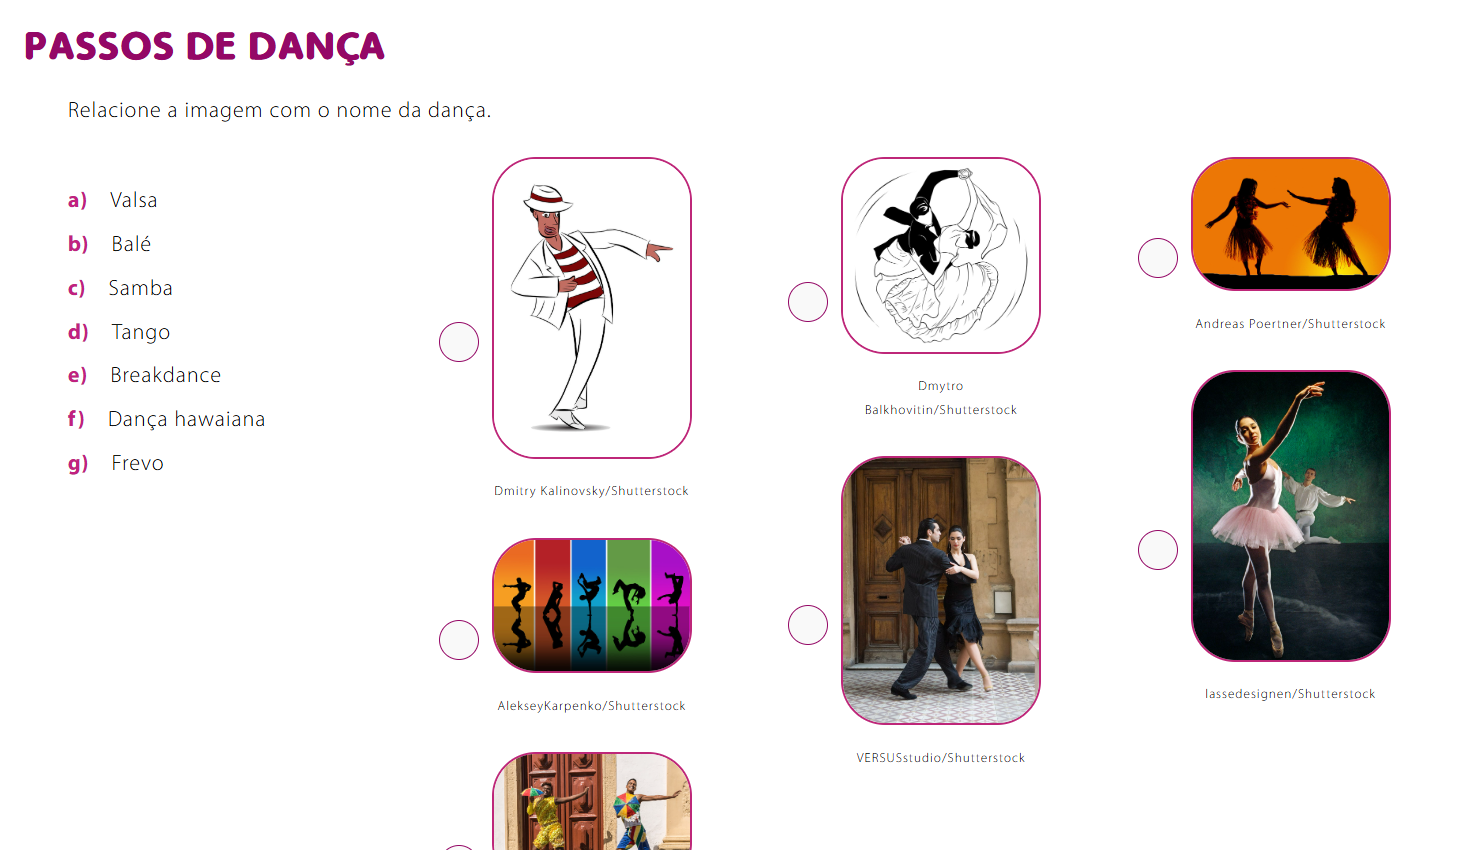 PASSOS DE DANÇA
Relacione a imagem com o nome da dança.
a) Valsa
b) Balé
c) Samba
d) Tango
e) Breakdance
f) Dança hawaiana
g) Frevo
Dmitry Kalinovsky/Shutterstock
AlekseyKarpenko/Shutterstock
Dmytro
Balkhovitin/Shutterstock
VERSUSstudio/Shutterstock
Andreas Poertner/Shutterstock
lassedesignen/Shutterstock